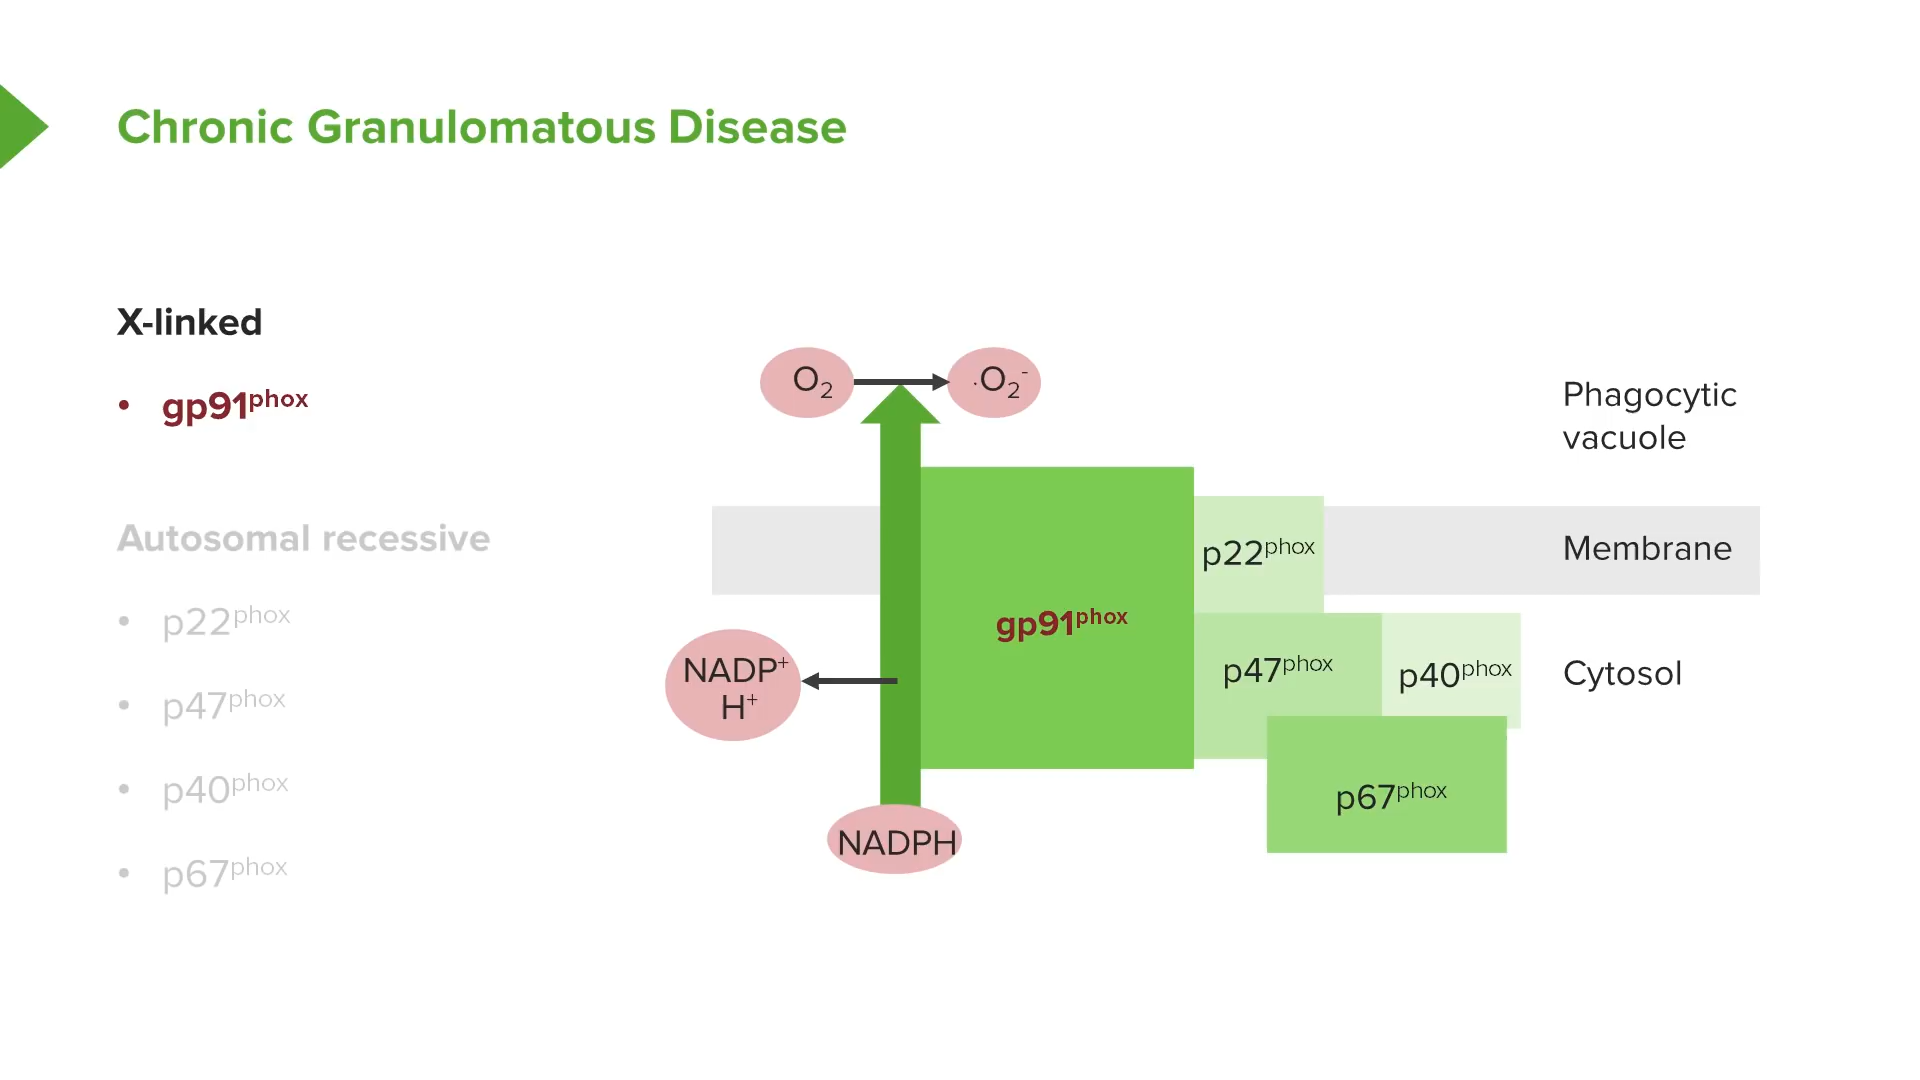 Chronic Granulomatous Disease
X-linked
• gp91ᵖʰᵒˣ
Autosomal recessive
• p22ᵖʰᵒˣ
• p47ᵖʰᵒˣ
• p40ᵖʰᵒˣ
• p67ᵖʰᵒˣ
O₂
·O₂⁻
Phagocytic
vacuole
p22ᵖʰᵒˣ
Membrane
gp91ᵖʰᵒˣ
NADP⁺
H⁺
p47ᵖʰᵒˣ
p40ᵖʰᵒˣ
Cytosol
p67ᵖʰᵒˣ
NADPH